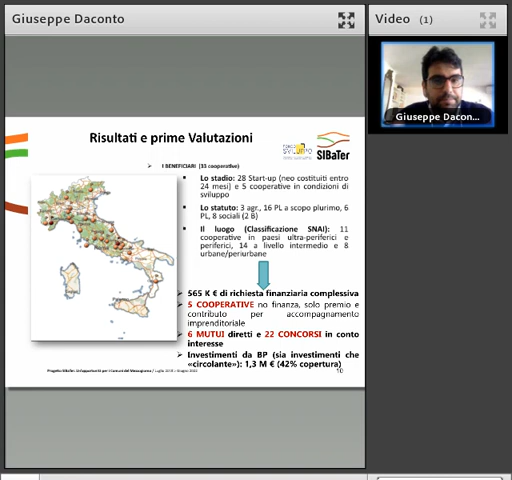 Giuseppe Daconto
Video (1)
Giuseppe Dacon...
Risultati e prime Valutazioni
SVILUPPO
SIBaTer
I BENEFICIARI (33 cooperative)
Lo stadio: 28 Start-up (neo costituiti entro
24 mesi) e 5 cooperative in condizioni di
sviluppo
Lo statuto: 3 agr., 16 PL a scopo plurimo, 6
PL, 8 sociali (2 B)
Il luogo (Classificazione SNAI): 11
cooperative in paesi ultra-periferici e
periferici, 14 a livello intermedio e 8
urbane/periurbane
565 K € di richiesta finanziaria complessiva
5 COOPERATIVE no finanza, solo premio e
contributo per accompagnamento
imprenditoriale
6 MUTUI diretti e 22 CONCORSI in conto
interesse
Investimenti da BP (sia investimenti che
«circolante»): 1,3 M € (42% copertura)
10